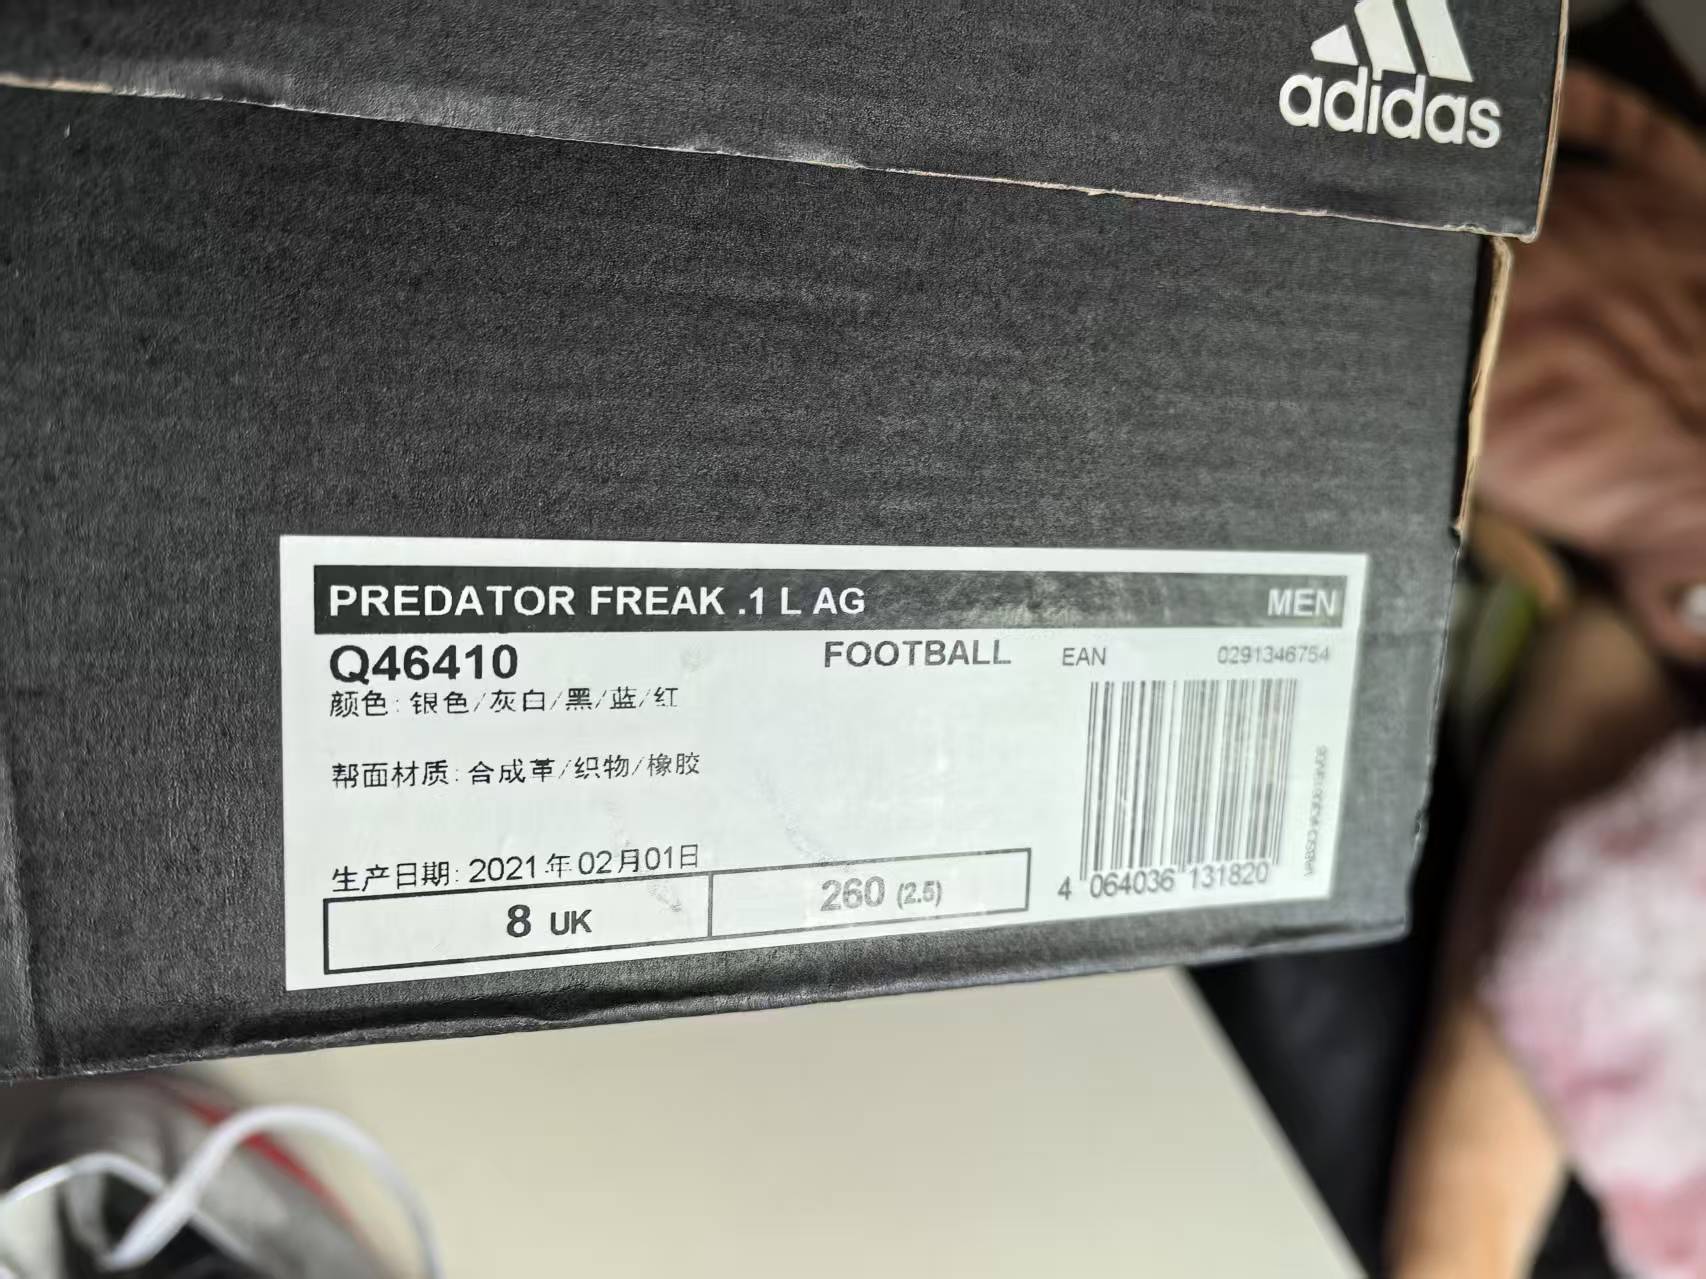 adidas
PREDATOR FREAK .1 L AG MEN
Q46410 FOOTBALL EAN 0291346754
颜色: 银色/灰白/黑/蓝/红
帮面材质: 合成革/织物/橡胶
生产日期: 2021年02月01日
8 UK 260 (2.5) 4 064036 131820